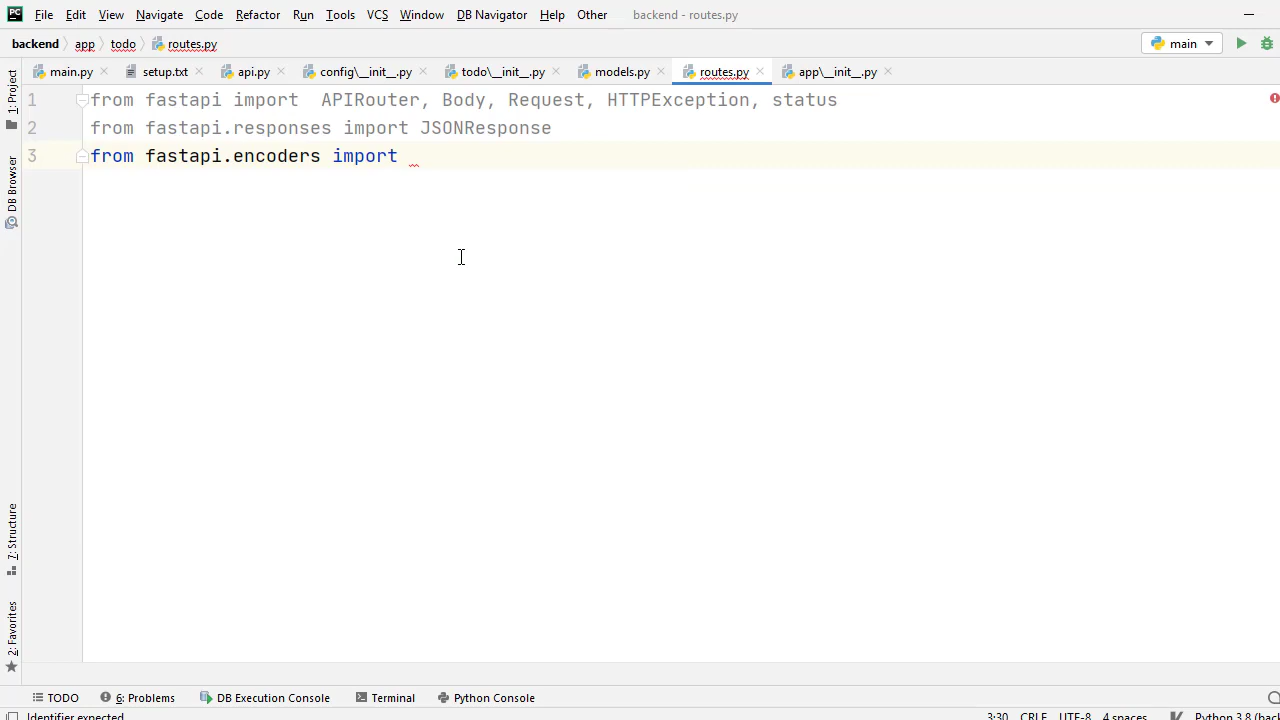 File Edit View Navigate Code Refactor Run Tools VCS Window DB Navigator Help Other backend - routes.py
backend app todo routes.py main
main.py setup.txt api.py config\__init__.py todo\__init__.py models.py routes.py app\__init__.py
1 from fastapi import  APIRouter, Body, Request, HTTPException, status
2 from fastapi.responses import JSONResponse
3 from fastapi.encoders import
1: Project
DB Browser
7: Structure
2: Favorites
TODO 6: Problems DB Execution Console Terminal Python Console
Identifier expected 3:30 CRLF UTF-8 4 spaces Python 3.8 (bac